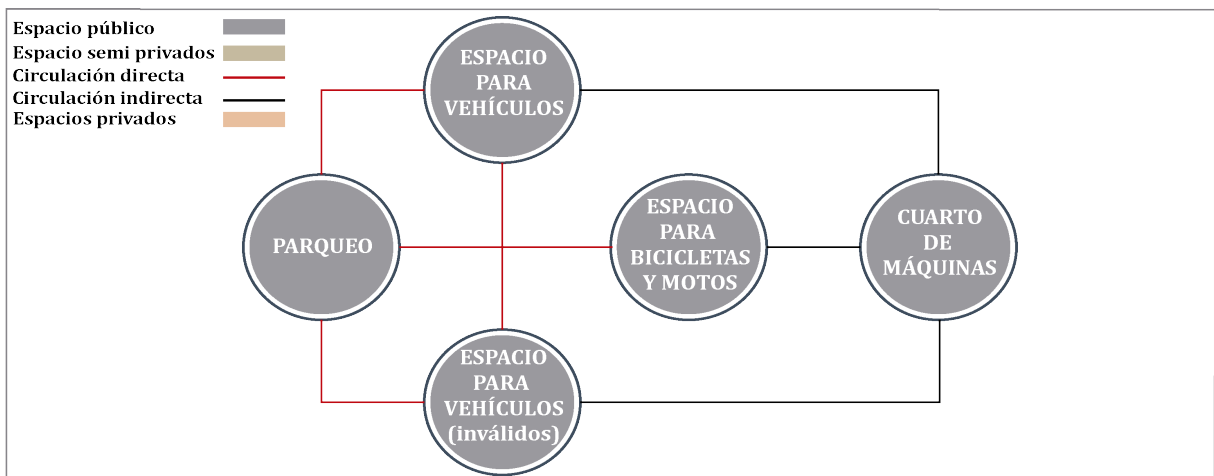 Espacio público
Espacio semi privados
Circulación directa
Circulación indirecta
Espacios privados
ESPACIO
PARA
VEHÍCULOS
PARQUEO
ESPACIO
PARA
BICICLETAS
Y MOTOS
CUARTO
DE
MÁQUINAS
ESPACIO
PARA
VEHÍCULOS
(inválidos)